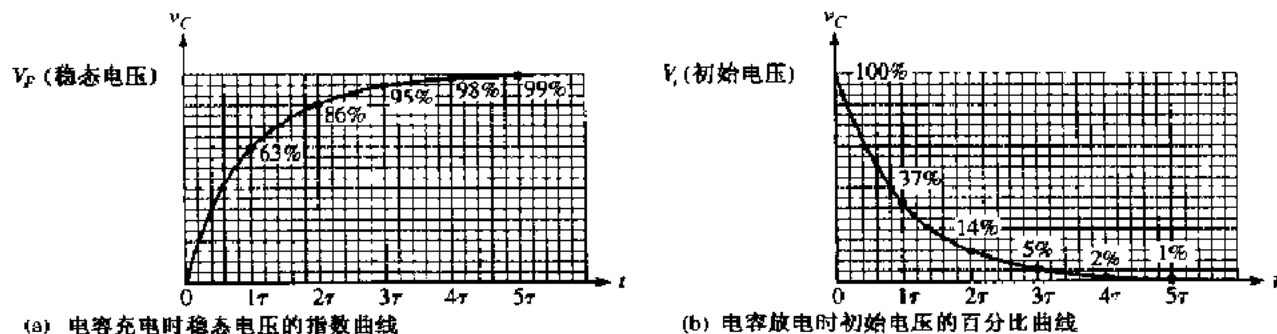 v_C
V_F (稳态电压)
63%
86%
95%
98%
99%
0 1τ 2τ 3τ 4τ 5τ t
(a) 电容充电时稳态电压的指数曲线
v_C
V_i (初始电压)
100%
37%
14%
5%
2%
1%
0 1τ 2τ 3τ 4τ 5τ t
(b) 电容放电时初始电压的百分比曲线